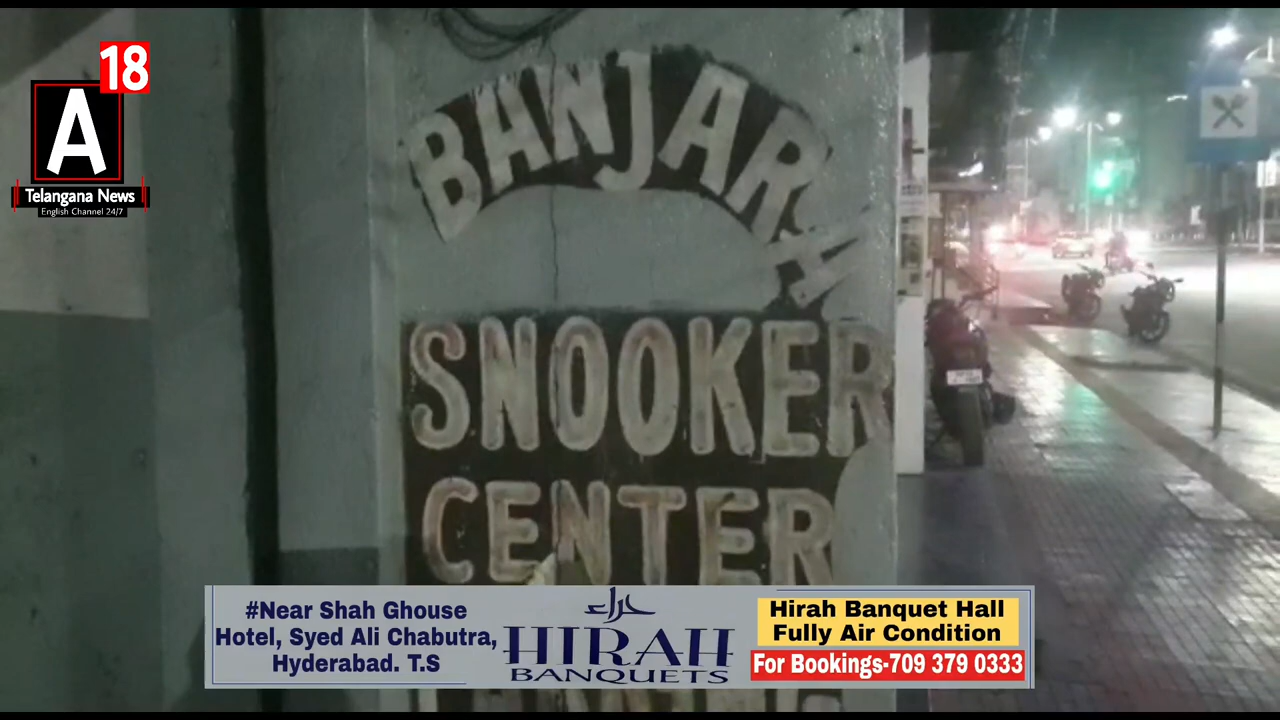 18
A
Telangana News
English Channel 24/7
BANJARA
SNOOKER
CENTER
#Near Shah Ghouse
Hotel, Syed Ali Chabutra,
Hyderabad. T.S
حراء
HIRAH
BANQUETS
Hirah Banquet Hall
Fully Air Condition
For Bookings-709 379 0333